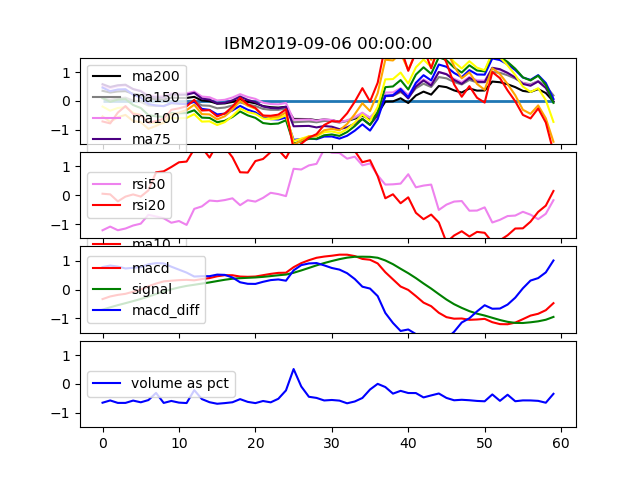 IBM2019-09-06 00:00:00
1
0
−1
ma200
ma150
ma100
ma75
1
0
−1
rsi50
rsi20
ma10
1
0
−1
macd
signal
macd_diff
1
0
−1
volume as pct
0 10 20 30 40 50 60